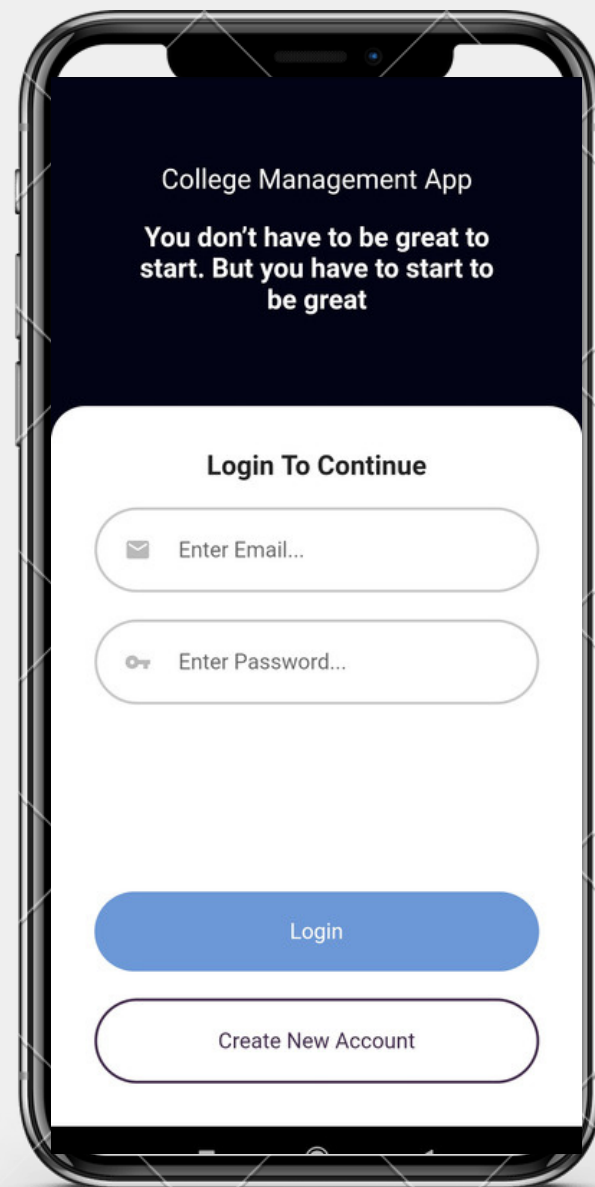 College Management App
You don’t have to be great to
start. But you have to start to
be great
Login To Continue
Enter Email...
Enter Password...
Login
Create New Account